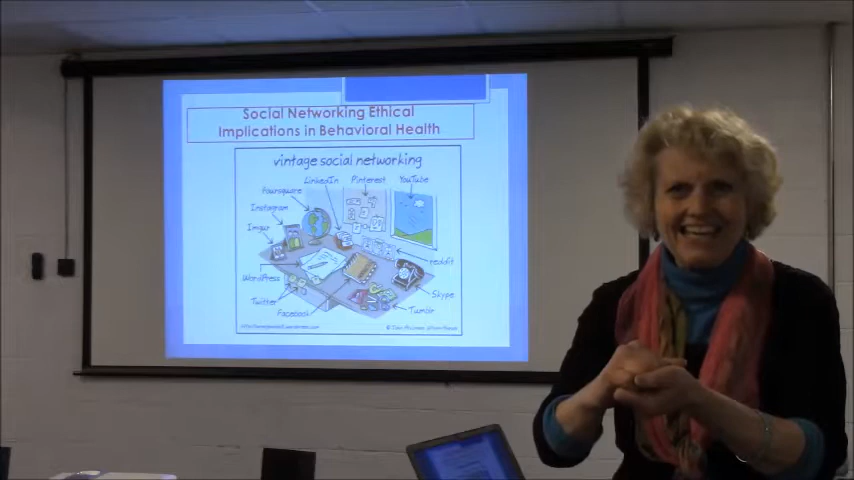 Social Networking Ethical
Implications in Behavioral Health
vintage social networking
LinkedIn
Pinterest
YouTube
Foursquare
Instagram
Imgur
reddit
WordPress
Skype
Twitter
Tumblr
Facebook